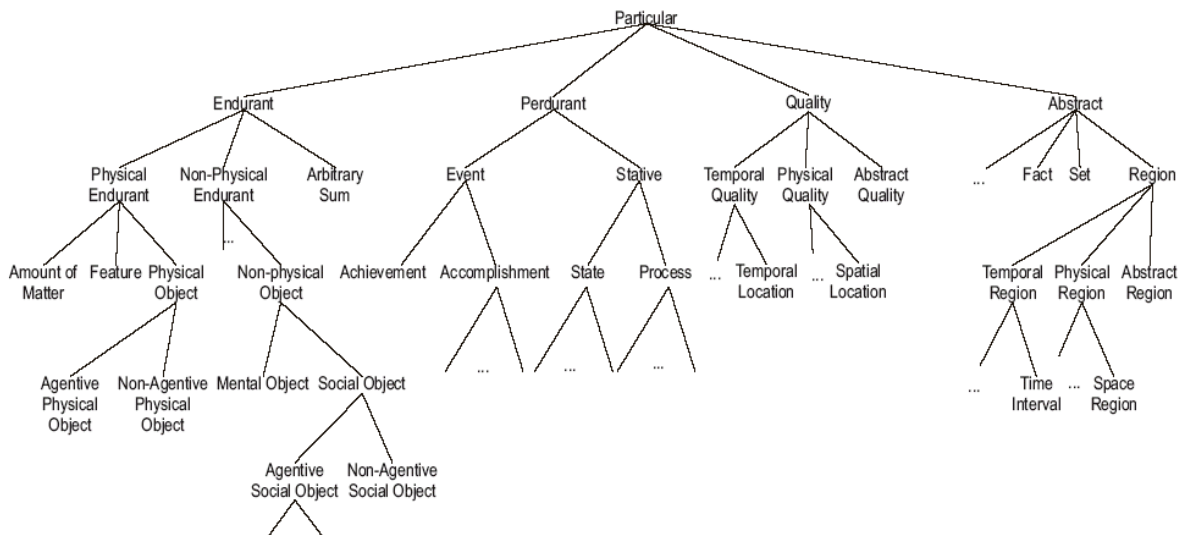 Particular
Endurant Perdurant Quality Abstract
Physical Non-Physical Arbitrary Event Stative Temporal Physical Abstract ... Fact Set Region
Endurant Endurant Sum Quality Quality Quality
...
Amount of Feature Physical Non-physical Achievement Accomplishment State Process ... Temporal ... Spatial Temporal Physical Abstract
Matter Object Object Location Location Region Region Region
... ... ...
Agentive Non-Agentive Mental Object Social Object ... Time ... Space
Physical Physical Interval Region
Object Object
Agentive Non-Agentive
Social Object Social Object